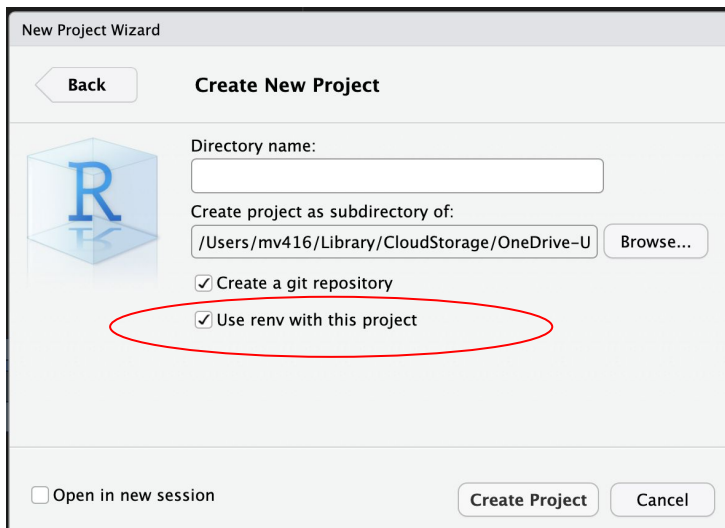 New Project Wizard
Back
Create New Project
R
Directory name:
Create project as subdirectory of:
/Users/mv416/Library/CloudStorage/OneDrive-U
Browse...
Create a git repository
Use renv with this project
Open in new session
Create Project
Cancel